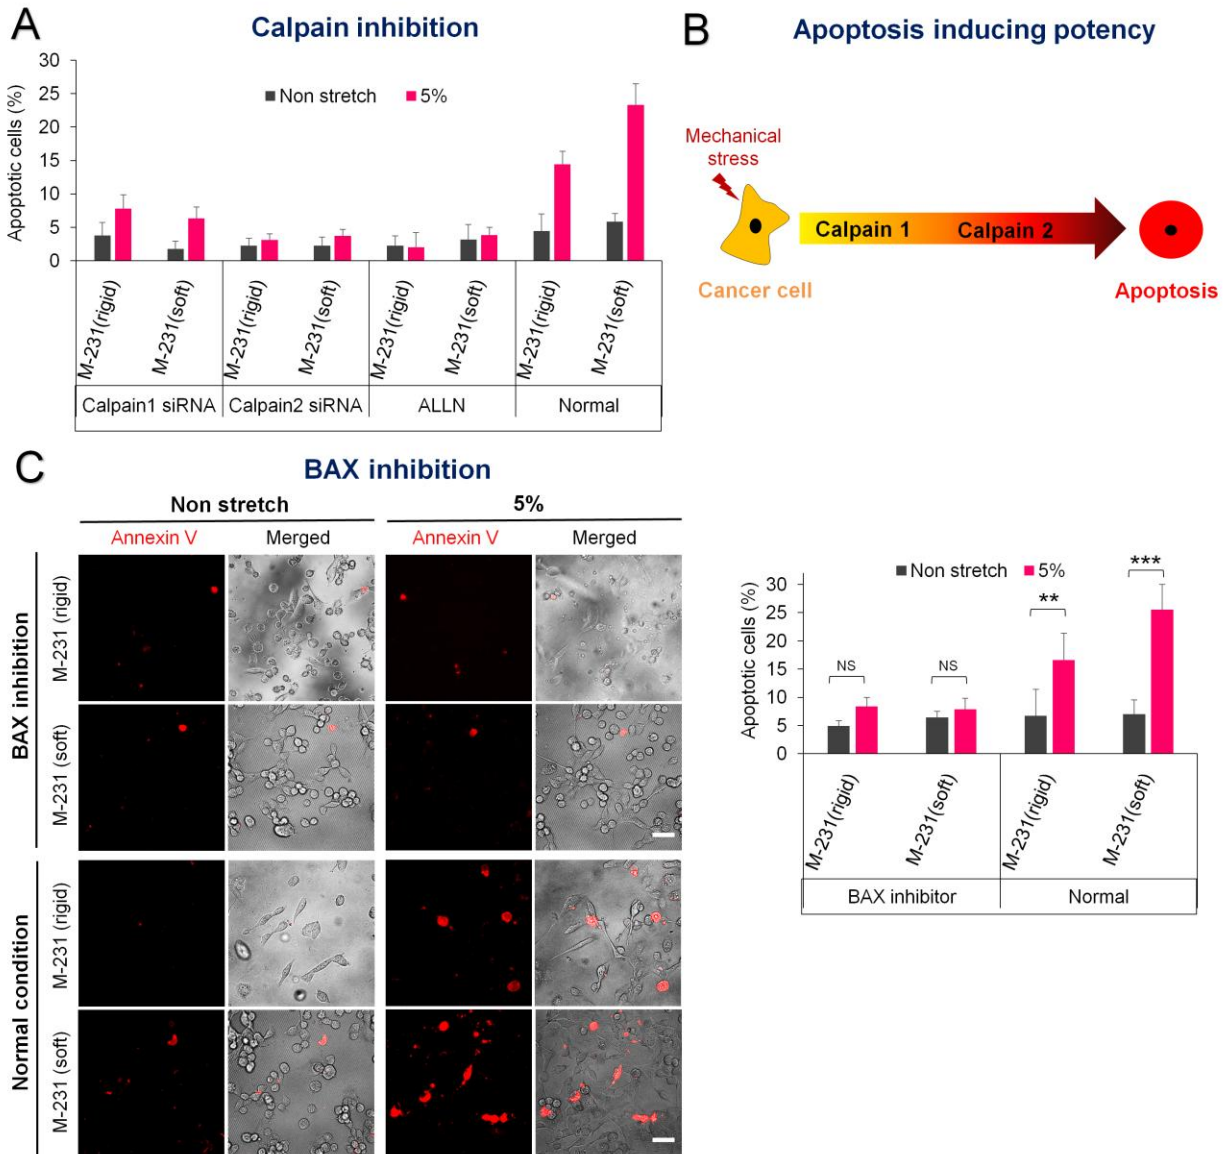 A
Calpain inhibition
Apoptotic cells (%)
30
25
20
15
10
5
0
Non stretch
5%
M-231(rigid)
M-231(soft)
M-231(rigid)
M-231(soft)
M-231(rigid)
M-231(soft)
M-231(rigid)
M-231(soft)
Calpain1 siRNA
Calpain2 siRNA
ALLN
Normal
B
Apoptosis inducing potency
Mechanical
stress
Calpain 1
Calpain 2
Cancer cell
Apoptosis
C
BAX inhibition
Non stretch
5%
Annexin V
Merged
Annexin V
Merged
BAX inhibition
M-231 (rigid)
M-231 (soft)
Normal condition
M-231 (rigid)
M-231 (soft)
Apoptotic cells (%)
30
25
20
15
10
5
0
Non stretch
5%
NS
NS
**
***
M-231(rigid)
M-231(soft)
M-231(rigid)
M-231(soft)
BAX inhibitor
Normal